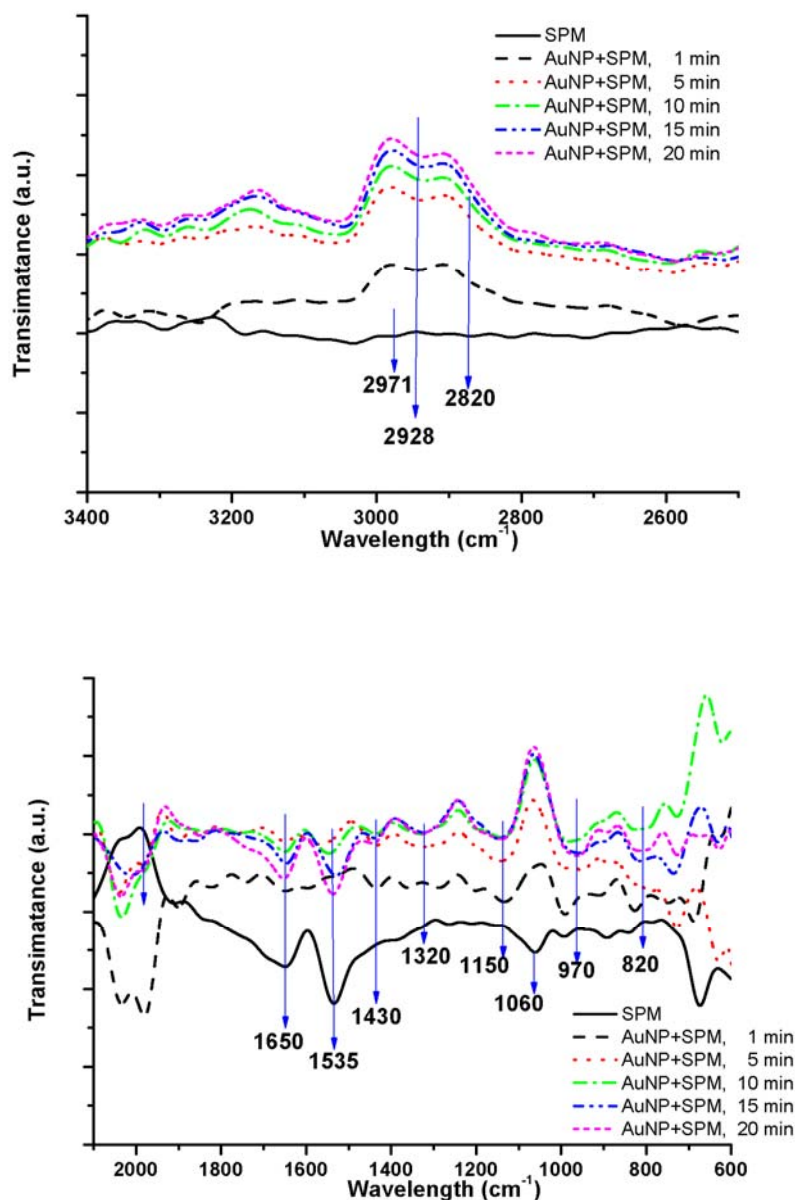 SPM
AuNP+SPM, 1 min
AuNP+SPM, 5 min
AuNP+SPM, 10 min
AuNP+SPM, 15 min
AuNP+SPM, 20 min
Transimatance (a.u.)
2971
2820
2928
3400 3200 3000 2800 2600
Wavelength (cm-1)
Transimatance (a.u.)
1320
1150
970
820
1430
1060
1650
1535
SPM
AuNP+SPM, 1 min
AuNP+SPM, 5 min
AuNP+SPM, 10 min
AuNP+SPM, 15 min
AuNP+SPM, 20 min
2000 1800 1600 1400 1200 1000 800 600
Wavelength (cm-1)